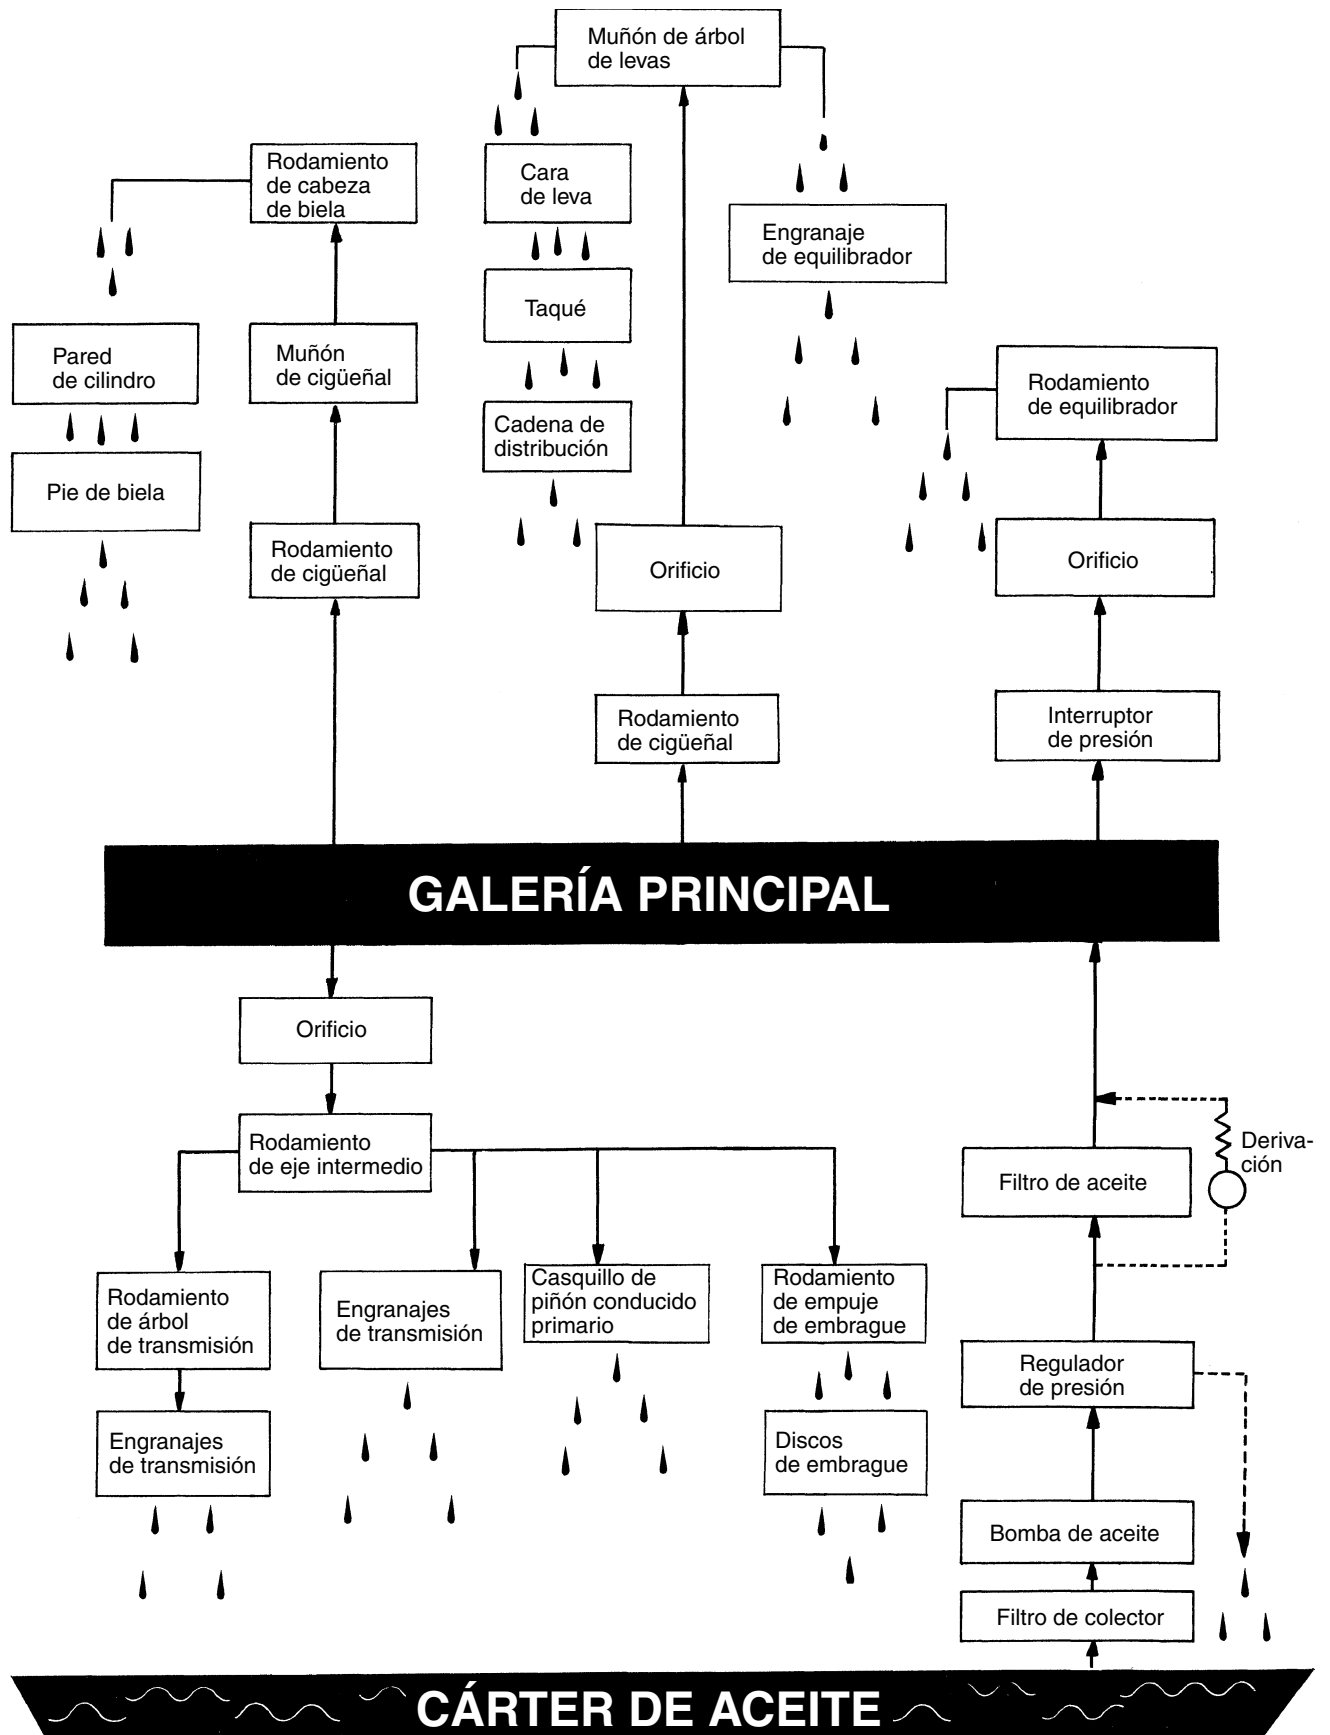 Muñón de árbol
de levas
Rodamiento
de cabeza
de biela
Cara
de leva
Engranaje
de equilibrador
Taqué
Pared
de cilindro
Muñón
de cigüeñal
Rodamiento
de equilibrador
Cadena de
distribución
Pie de biela
Rodamiento
de cigüeñal
Orificio
Orificio
Rodamiento
de cigüeñal
Interruptor
de presión
GALERÍA PRINCIPAL
Orificio
Rodamiento
de eje intermedio
Filtro de aceite
Deriva-
ción
Rodamiento
de árbol
de transmisión
Engranajes
de transmisión
Casquillo de
piñón conducido
primario
Rodamiento
de empuje
de embrague
Regulador
de presión
Engranajes
de transmisión
Discos
de embrague
Bomba de aceite
Filtro de colector
CÁRTER DE ACEITE